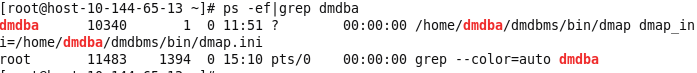 [root@host-10-144-65-13 ~]# ps -ef|grep dmdba
dmdba      10340       1  0 11:51 ?        00:00:00 /home/dmdba/dmdbms/bin/dmap dmap_in
i=/home/dmdba/dmdbms/bin/dmap.ini
root       11483    1394  0 15:10 pts/0    00:00:00 grep --color=auto dmdba